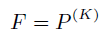 F = P^{(K)}